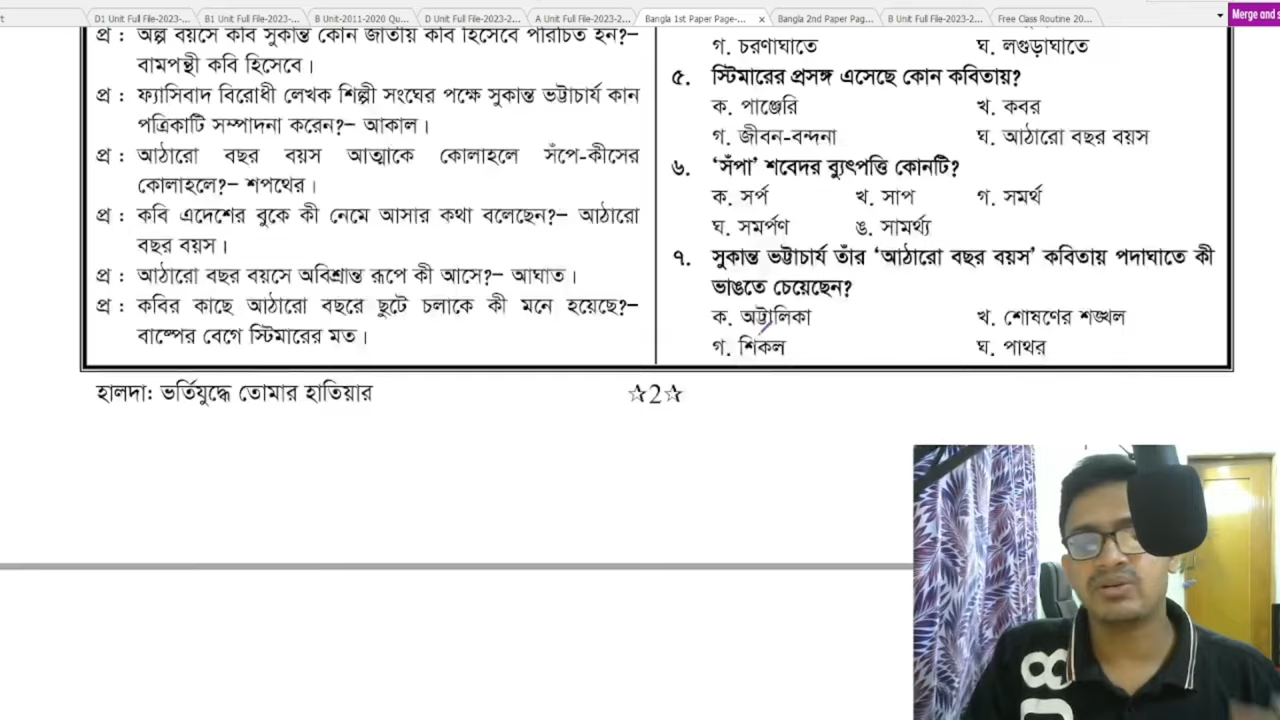 D1 Unit Full File-2023-...
B1 Unit Full File-2023-...
B Unit-2011-2020 Qu...
D Unit Full File-2023-2...
A Unit Full File-2023-2...
Bangla 1st Paper Page-... ×
Bangla 2nd Paper Pag...
B Unit Full File-2023-2...
Free Class Routine 20...
Merge and s
প্র : অল্প বয়সে কবি সুকান্ত কোন জাতীয় কবি হিসেবে পরিচিত হন?–
বামপন্থী কবি হিসেবে।
প্র : ফ্যাসিবাদ বিরোধী লেখক শিল্পী সংঘের পক্ষে সুকান্ত ভট্টাচার্য কান
পত্রিকাটি সম্পাদনা করেন?– আকাল।
প্র : আঠারো বছর বয়স আত্মাকে কোলাহলে সঁপে-কীসের
কোলাহলে?– শপথের।
প্র : কবি এদেশের বুকে কী নেমে আসার কথা বলেছেন?– আঠারো
বছর বয়স।
প্র : আঠারো বছর বয়সে অবিশ্রান্ত রূপে কী আসে?– আঘাত।
প্র : কবির কাছে আঠারো বছরে ছুটে চলাকে কী মনে হয়েছে?–
বাষ্পের বেগে স্টিমারের মত।
গ. চরণাঘাতে ঘ. লগুড়াঘাতে
৫. স্টিমারের প্রসঙ্গ এসেছে কোন কবিতায়?
ক. পাঞ্জেরি খ. কবর
গ. জীবন-বন্দনা ঘ. আঠারো বছর বয়স
৬. ‘সঁপা’ শবেদর ব্যুৎপত্তি কোনটি?
ক. সর্প খ. সাপ গ. সমর্থ
ঘ. সমর্পণ ঙ. সামর্থ্য
৭. সুকান্ত ভট্টাচার্য তাঁর ‘আঠারো বছর বয়স’ কবিতায় পদাঘাতে কী
ভাঙতে চেয়েছেন?
ক. অট্টালিকা খ. শোষণের শঙ্খল
গ. শিকল ঘ. পাথর
হালদা: ভর্তিযুদ্ধে তোমার হাতিয়ার ☆2☆
08